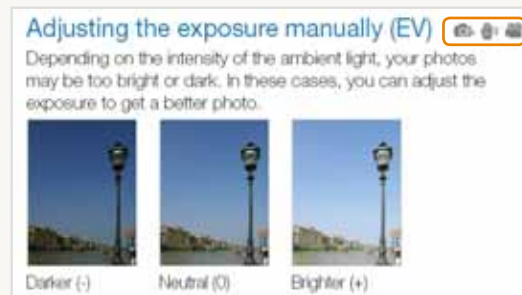 Adjusting the exposure manually (EV)
Depending on the intensity of the ambient light, your photos
may be too bright or dark. In these cases, you can adjust the
exposure to get a better photo.
Darker (-) Neutral (0) Brighter (+)